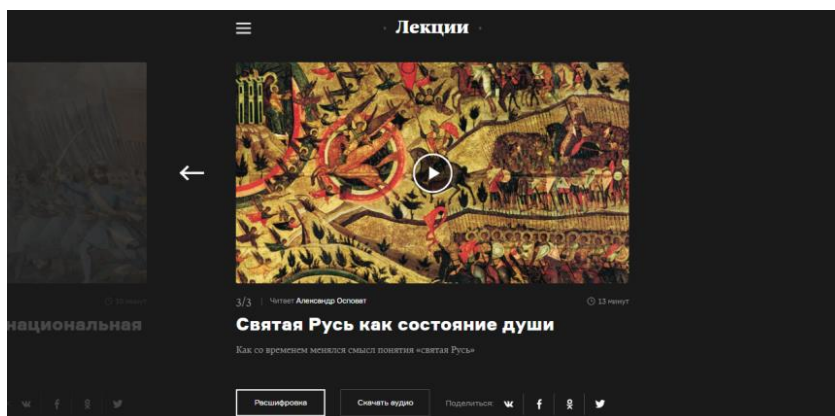 Лекции
3/3 | Читает Александр Осповат
13 минут
Святая Русь как состояние души
Как со временем менялся смысл понятия «святая Русь»
Расшифровка
Скачать аудио
Поделиться:
национальная